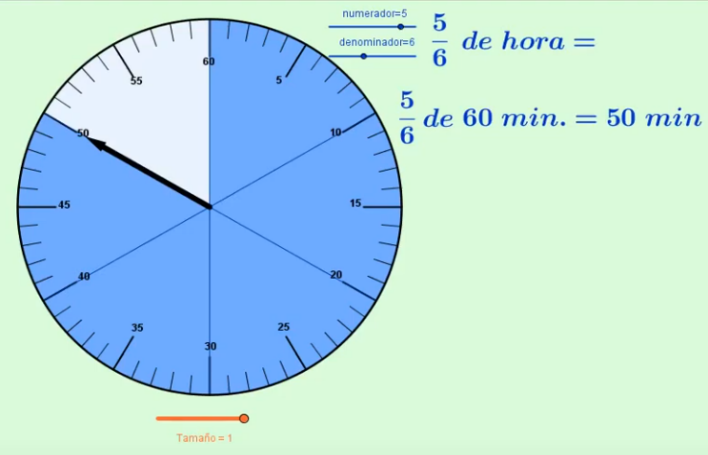 numerador=5
denominador=6
5/6 de hora =
5/6 de 60 min. = 50 min
60
5
10
15
20
25
30
35
40
45
50
55
Tamaño = 1